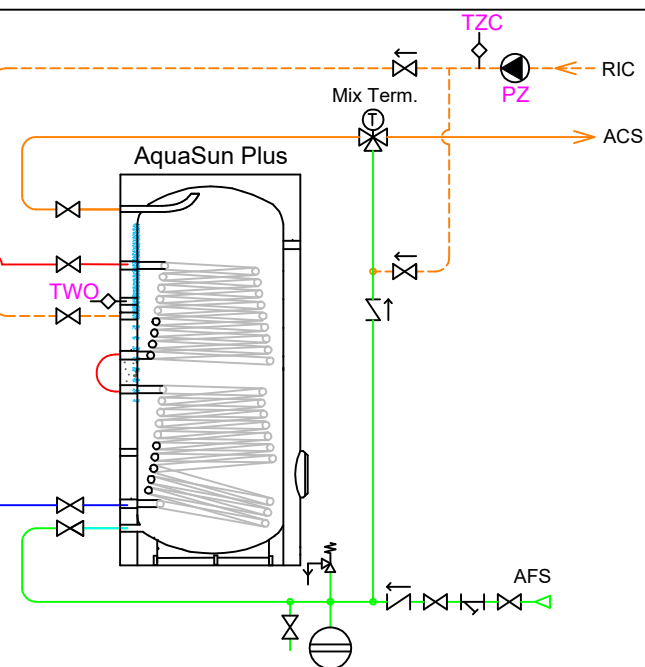 TZC
RIC
Mix Term.
PZ
T
ACS
AquaSun Plus
TWO
AFS